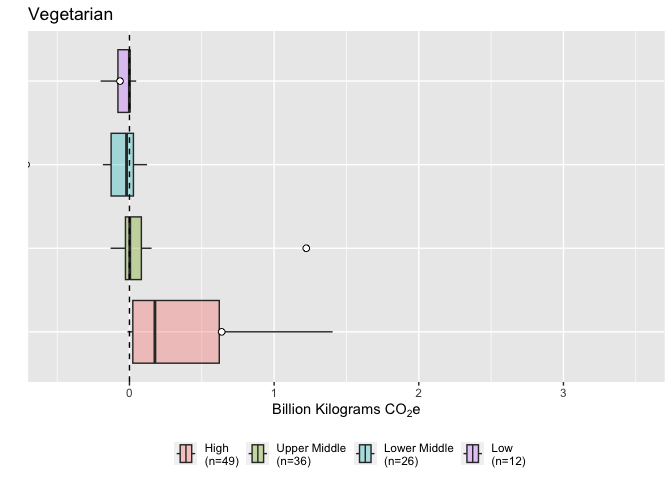 Vegetarian
0 1 2 3
Billion Kilograms CO₂e
High Upper Middle Lower Middle Low
(n=49) (n=36) (n=26) (n=12)